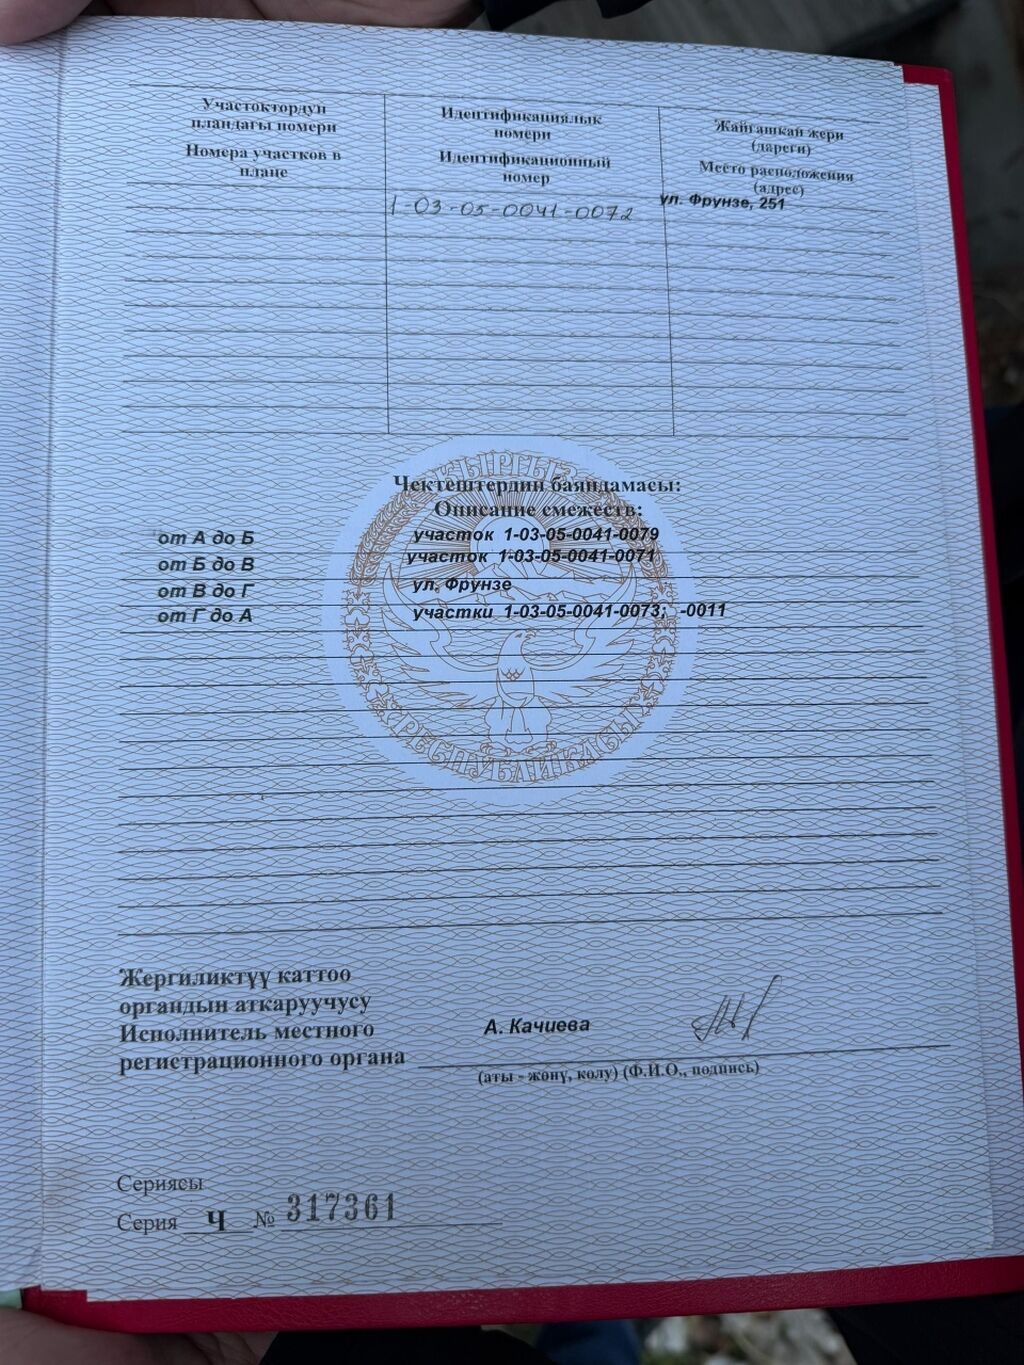 Участоктордун
пландагы номери
Номера участков в
плане
Идентификациялык
номери
Идентификационный
номер
Жайгашкан жери
(дареги)
Место расположения
(адрес)
1-03-05-0041-0072
ул. Фрунзе, 251
КЫРГЫЗ
Чектештердин баяндамасы:
Описание смежеств:
от А до Б участок 1-03-05-0041-0079
от Б до В участок 1-03-05-0041-0071
от В до Г ул. Фрунзе
от Г до А участки 1-03-05-0041-0073; -0011
РЕСПУБЛИКАСЫ
Жергиликтүү каттоо
органдын аткаруучусу
Исполнитель местного
регистрационного органа
А. Качиева
(аты - жөнү, колу) (Ф.И.О., подпись)
Сериясы
Серия Ч № 317361